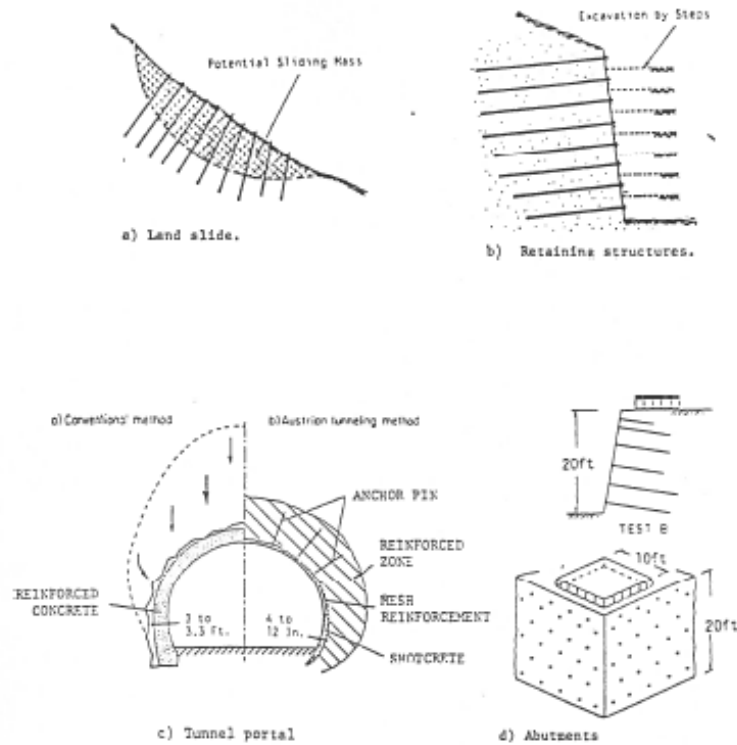 Potential Sliding Mass
a) Land slide.
Excavation by Steps
b) Retaining structures.
a) Conventional method
b) Austrian tunneling method
ANCHOR PIN
REINFORCED
ZONE
REINFORCED
CONCRETE
3 to
3.5 Ft.
4 to
12 In.
MESH
REINFORCEMENT
SHOTCRETE
c) Tunnel portal
20ft
TEST B
10ft
20ft
d) Abutments